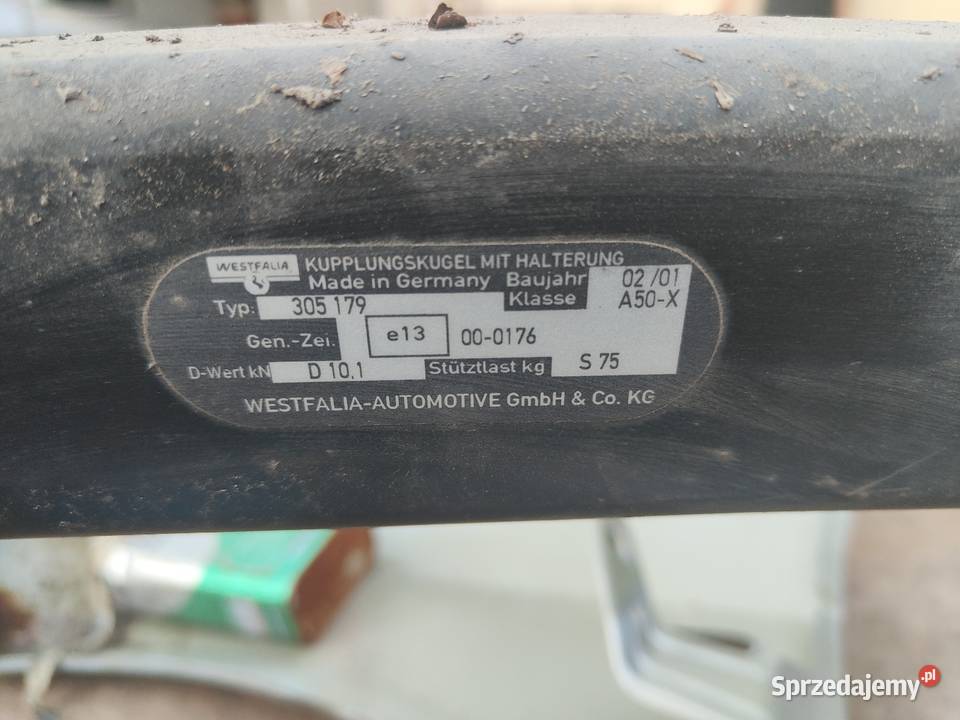 WESTFALIA KUPPLUNGSKUGEL MIT HALTERUNG
Made in Germany Baujahr 02/01
Typ: 305 179 Klasse A50-X
Gen.-Zei. e13 00-0176
D-Wert kN D 10,1 Stütztlast kg S 75
WESTFALIA-AUTOMOTIVE GmbH & Co. KG
Sprzedajemy.pl